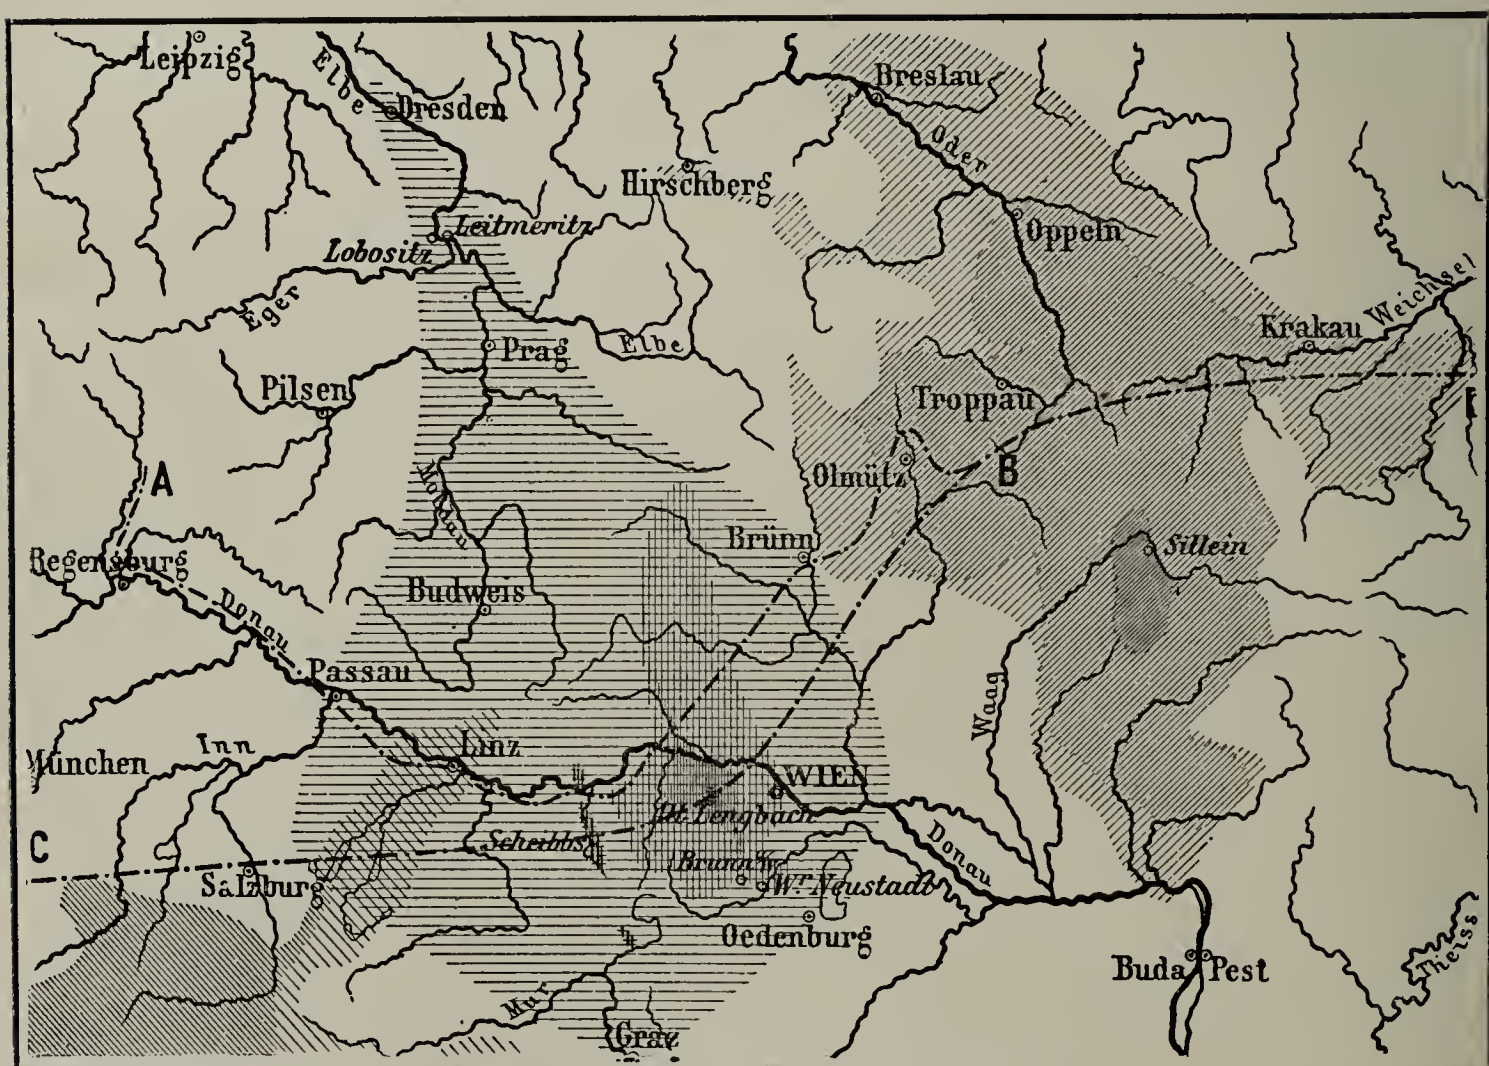 Leipzig
Elbe
Dresden
Breslau
Oder
Hirschberg
Leitmeritz
Oppeln
Lobositz
Eger
Weichsel
Krakau
Elbe
Prag
Pilsen
Troppau
A
Olmütz
B
Moldau
Brünn
Sillein
Regensburg
Budweis
Donau
Passau
Waag
Linz
Inn
München
WIEN
Scheibbs
C
Donau
Salzburg
Wr. Neustadt
Oedenburg
Buda Pest
Theiss
Mur
Graz